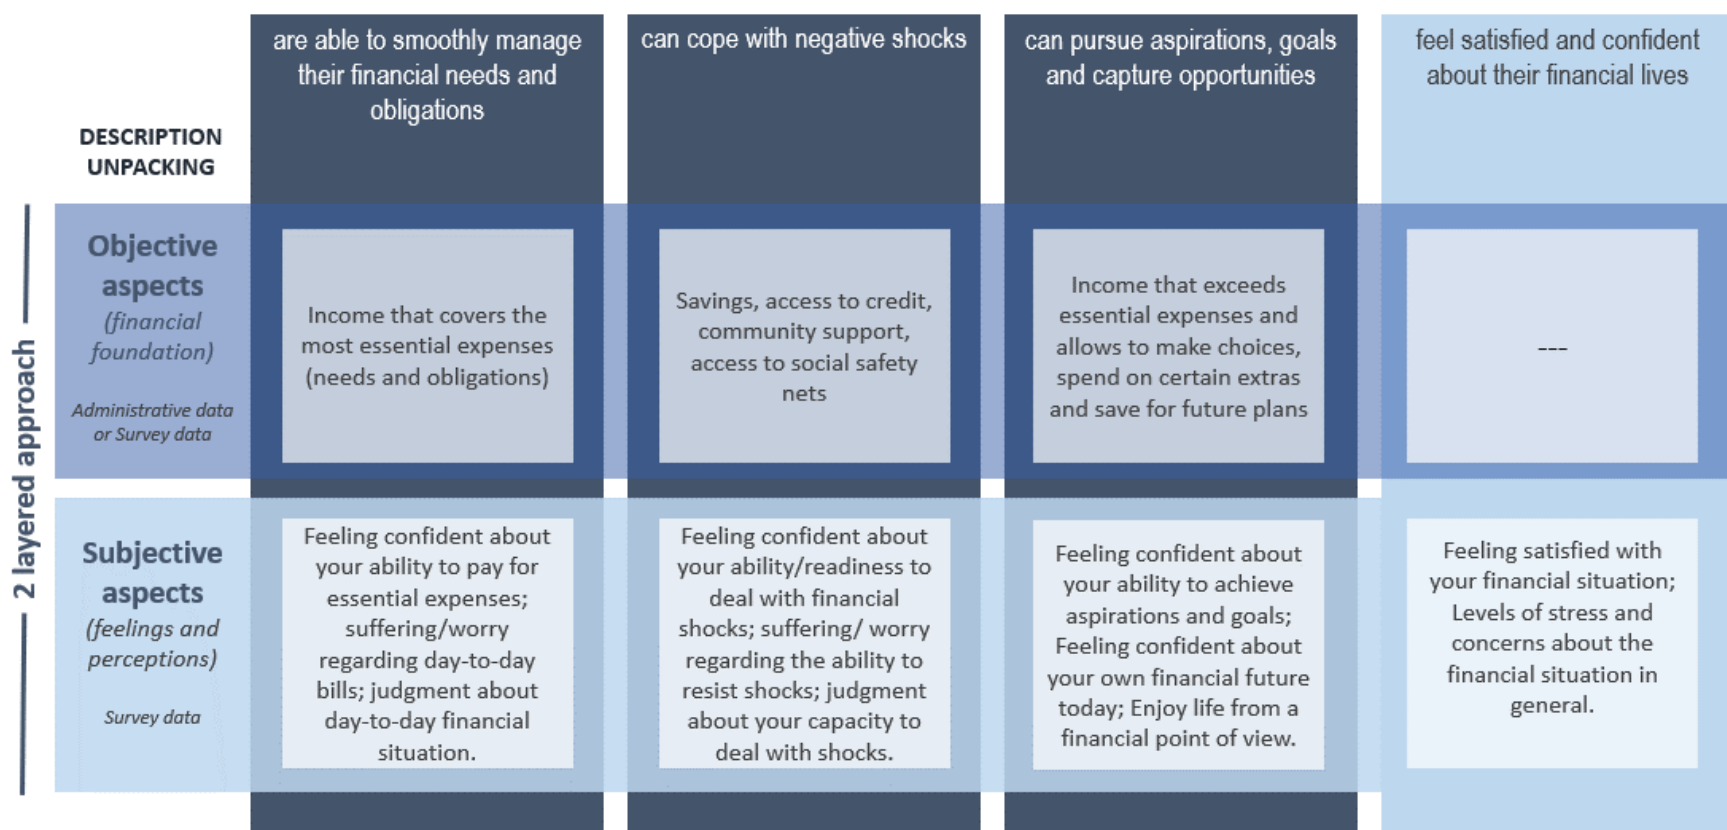 are able to smoothly manage
their financial needs and
obligations
can cope with negative shocks
can pursue aspirations, goals
and capture opportunities
feel satisfied and confident
about their financial lives
DESCRIPTION
UNPACKING
2 layered approach
Objective
aspects
(financial
foundation)
Administrative data
or Survey data
Income that covers the
most essential expenses
(needs and obligations)
Savings, access to credit,
community support,
access to social safety
nets
Income that exceeds
essential expenses and
allows to make choices,
spend on certain extras
and save for future plans
---
Subjective
aspects
(feelings and
perceptions)
Survey data
Feeling confident about
your ability to pay for
essential expenses;
suffering/worry
regarding day-to-day
bills; judgment about
day-to-day financial
situation.
Feeling confident about
your ability/readiness to
deal with financial
shocks; suffering/ worry
regarding the ability to
resist shocks; judgment
about your capacity to
deal with shocks.
Feeling confident about
your ability to achieve
aspirations and goals;
Feeling confident about
your own financial future
today; Enjoy life from a
financial point of view.
Feeling satisfied with
your financial situation;
Levels of stress and
concerns about the
financial situation in
general.